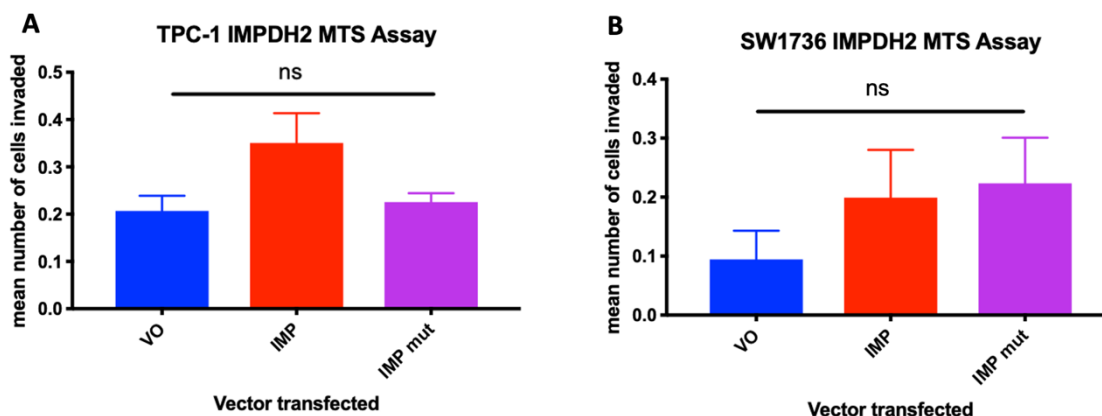 A
TPC-1 IMPDH2 MTS Assay
mean number of cells invaded
0.5
0.4
0.3
0.2
0.1
0.0
ns
VO
IMP
IMP mut
Vector transfected
B
SW1736 IMPDH2 MTS Assay
mean number of cells invaded
0.4
0.3
0.2
0.1
0.0
ns
VO
IMP
IMP mut
Vector transfected